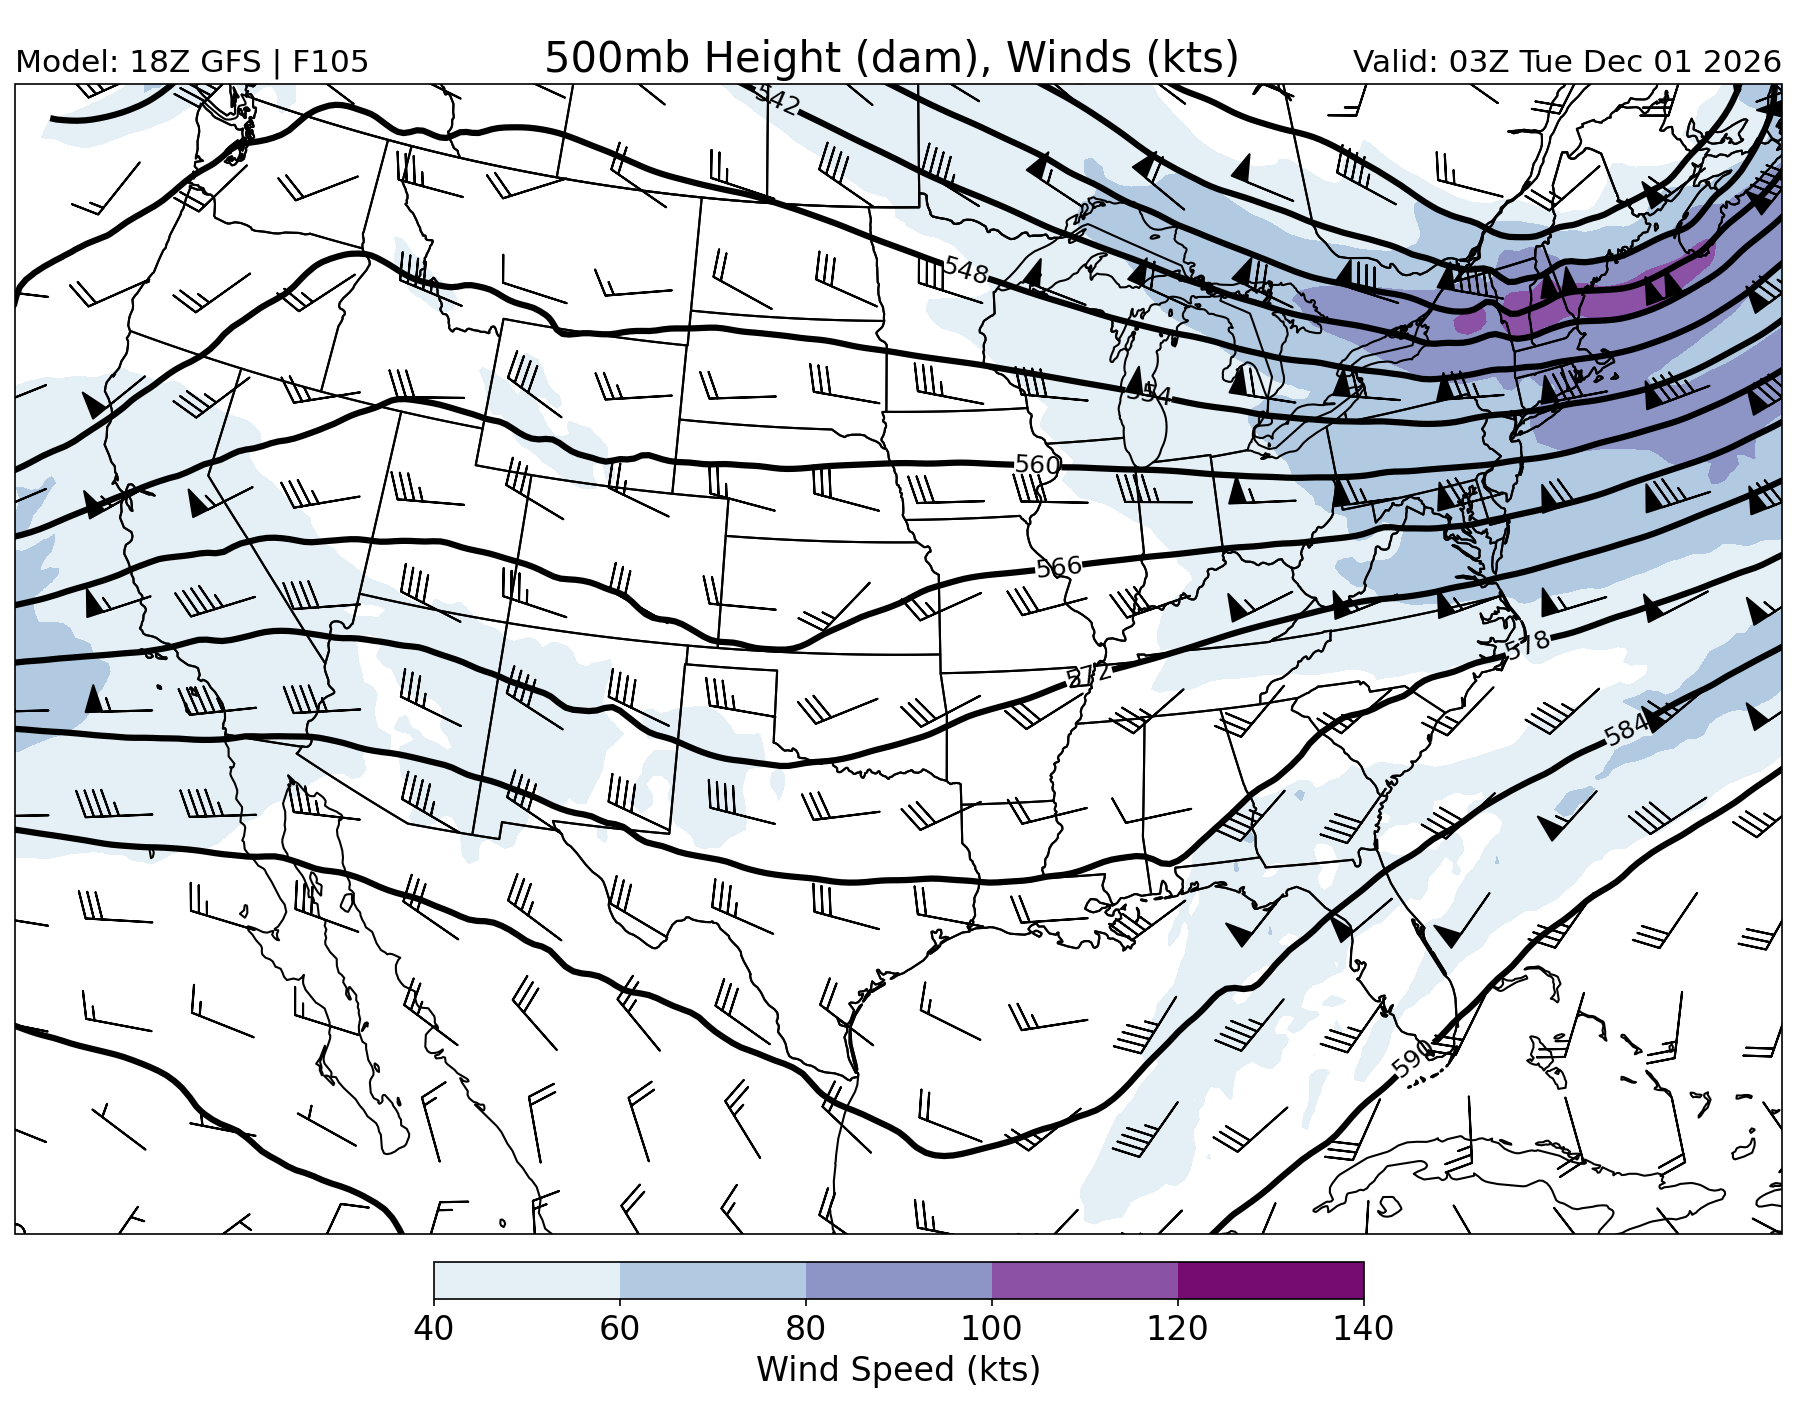 Model: 18Z GFS | F105
500mb Height (dam), Winds (kts)
Valid: 03Z Tue Dec 01 2026
542
548
554
560
566
572
578
584
590
40 60 80 100 120 140
Wind Speed (kts)